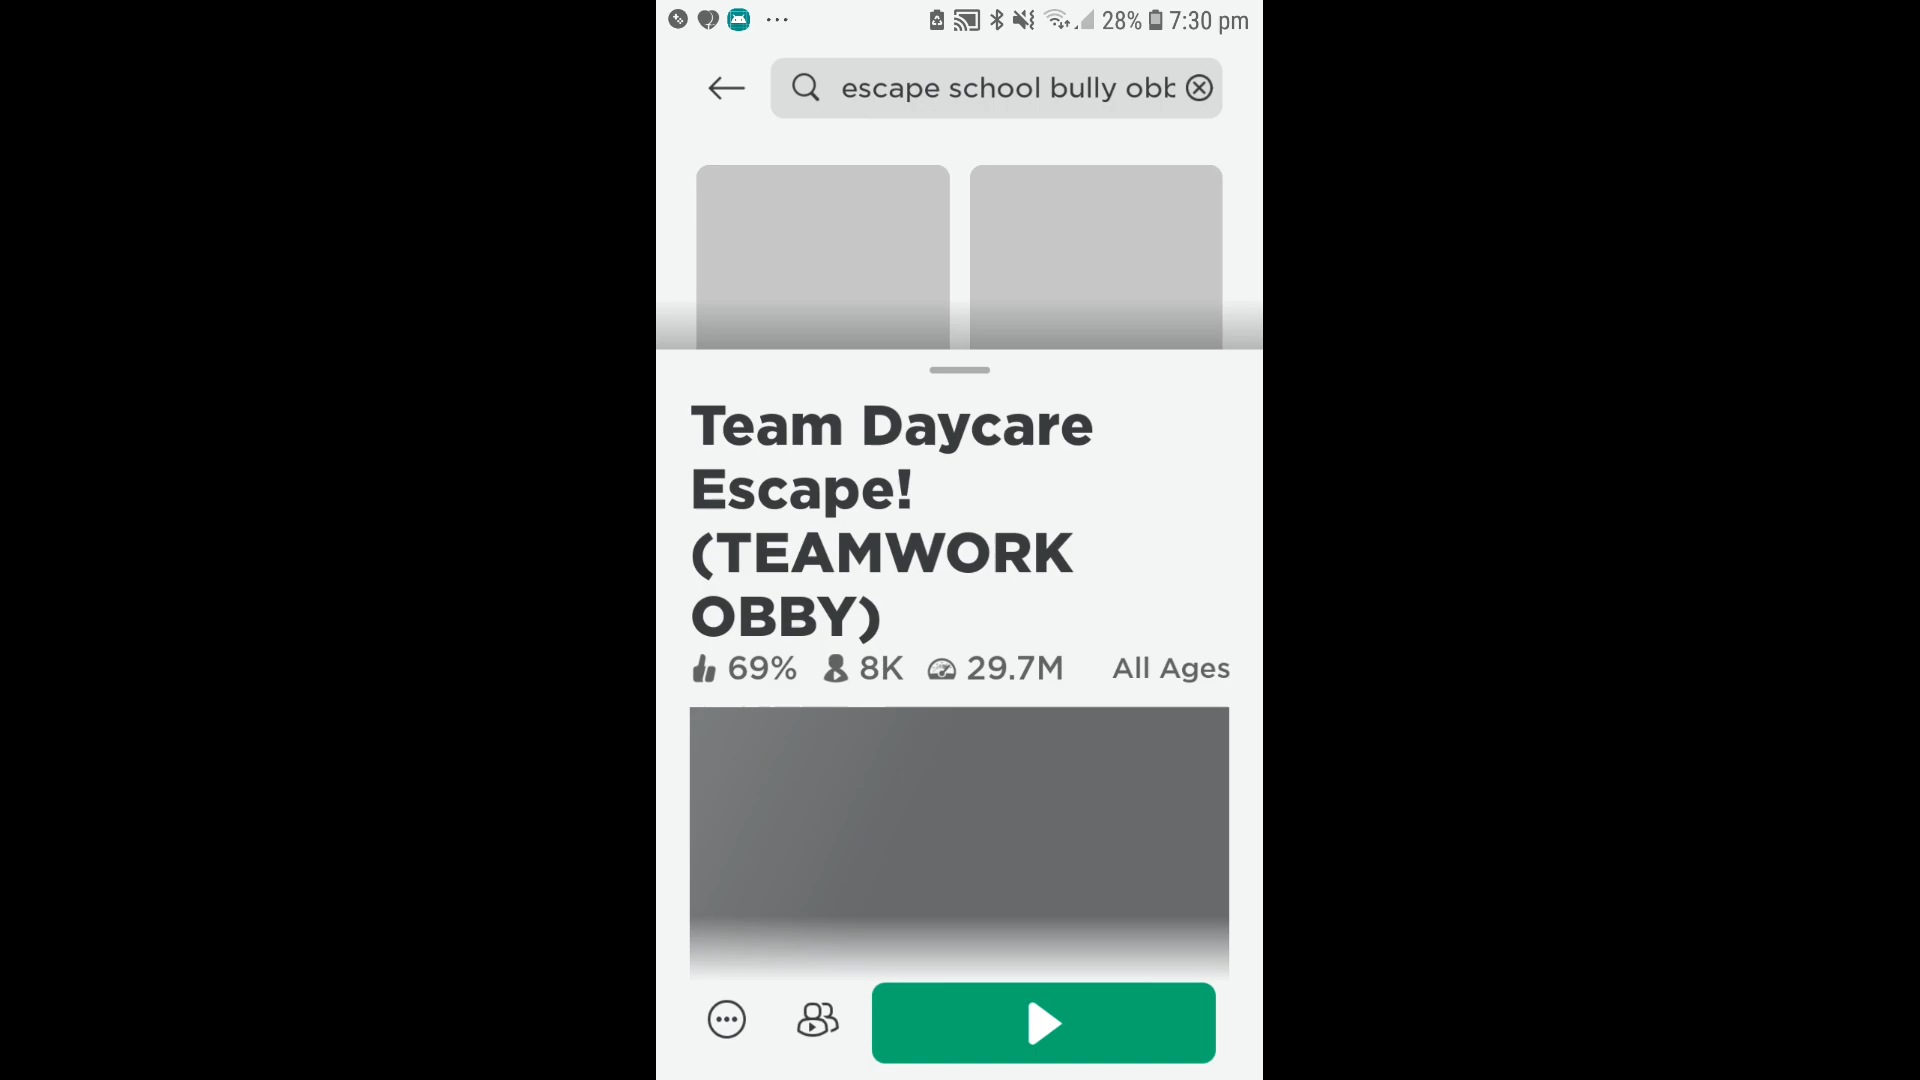 28% 7:30 pm
escape school bully obb
Team Daycare
Escape!
(TEAMWORK
OBBY)
69% 8K 29.7M All Ages